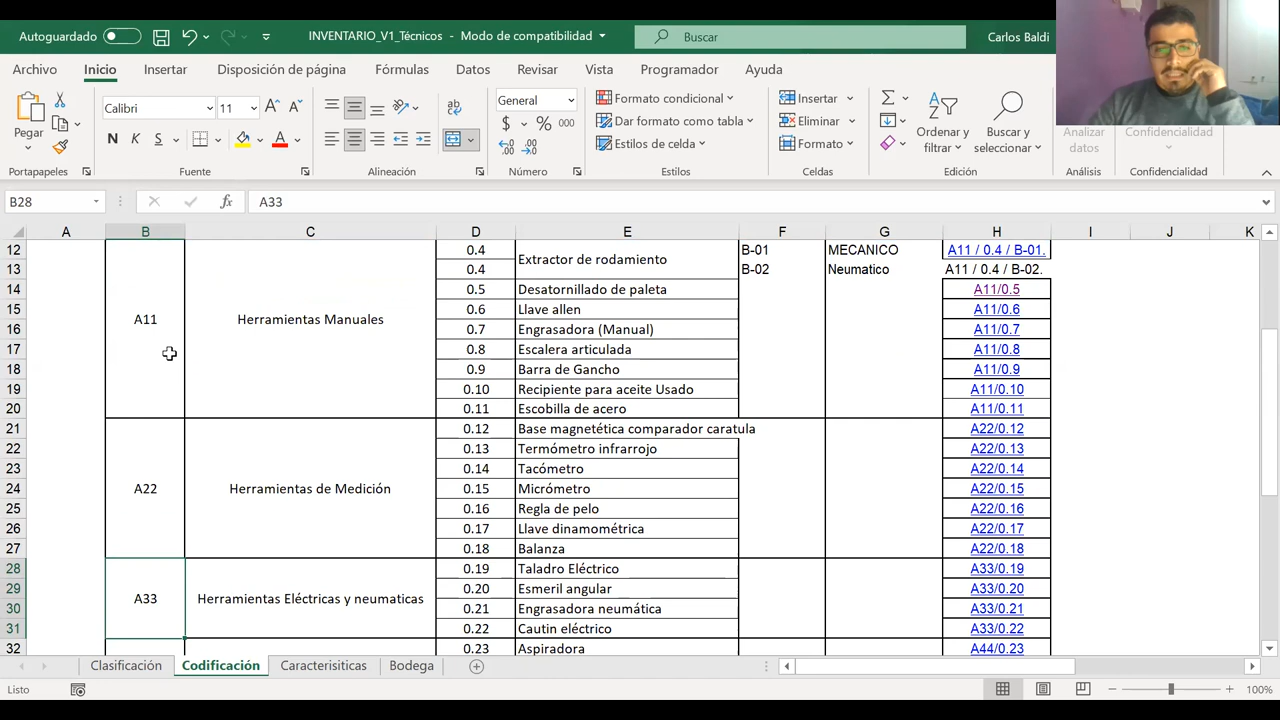 Autoguardado
INVENTARIO_V1_Técnicos - Modo de compatibilidad
Buscar
Carlos Baldi
Archivo Inicio Insertar Disposición de página Fórmulas Datos Revisar Vista Programador Ayuda
Pegar
Calibri 11
N K S
General
$ % 000
Formato condicional
Dar formato como tabla
Estilos de celda
Insertar
Eliminar
Formato
Ordenar y filtrar
Buscar y seleccionar
Analizar datos
Confidencialidad
Portapapeles Fuente Alineación Número Estilos Celdas Edición Análisis Confidencialidad
B28 fx A33
A B C D E F G H I J K
12 0.4 B-01 MECANICO A11 / 0.4 / B-01.
Extractor de rodamiento
13 0.4 B-02 Neumatico A11 / 0.4 / B-02.
14 0.5 Desatornillado de paleta A11/0.5
15 0.6 Llave allen A11/0.6
A11 Herramientas Manuales
16 0.7 Engrasadora (Manual) A11/0.7
17 0.8 Escalera articulada A11/0.8
18 0.9 Barra de Gancho A11/0.9
19 0.10 Recipiente para aceite Usado A11/0.10
20 0.11 Escobilla de acero A11/0.11
21 0.12 Base magnetética comparador caratula A22/0.12
22 0.13 Termómetro infrarrojo A22/0.13
23 0.14 Tacómetro A22/0.14
24 A22 Herramientas de Medición 0.15 Micrómetro A22/0.15
25 0.16 Regla de pelo A22/0.16
26 0.17 Llave dinamométrica A22/0.17
27 0.18 Balanza A22/0.18
28 0.19 Taladro Eléctrico A33/0.19
29 0.20 Esmeril angular A33/0.20
A33 Herramientas Eléctricas y neumaticas
30 0.21 Engrasadora neumática A33/0.21
31 0.22 Cautin eléctrico A33/0.22
32 0.23 Aspiradora A44/0.23
Clasificación Codificación Caracterisiticas Bodega
Listo 100%